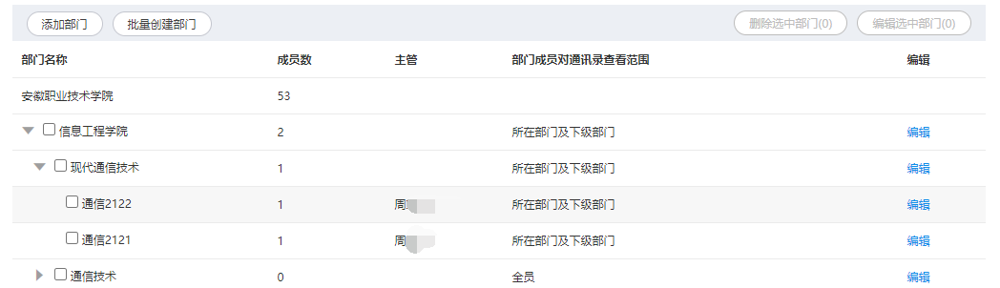 添加部门 批量创建部门 删除选中部门(0) 编辑选中部门(0)
部门名称 成员数 主管 部门成员对通讯录查看范围 编辑
安徽职业技术学院 53
信息工程学院 2 所在部门及下级部门 编辑
现代通信技术 1 所在部门及下级部门 编辑
通信2122 1 周 所在部门及下级部门 编辑
通信2121 1 周 所在部门及下级部门 编辑
通信技术 0 全员 编辑